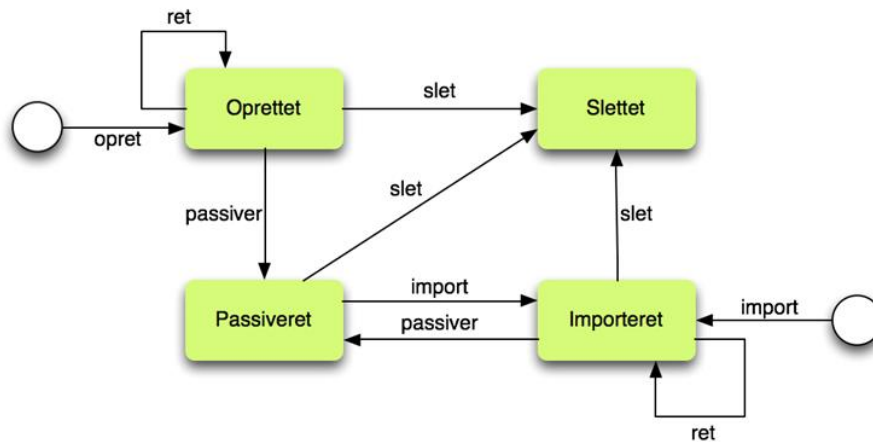 ret
Oprettet
slet
Slettet
opret
passiver
slet
slet
Passiveret
import
passiver
Importeret
import
ret